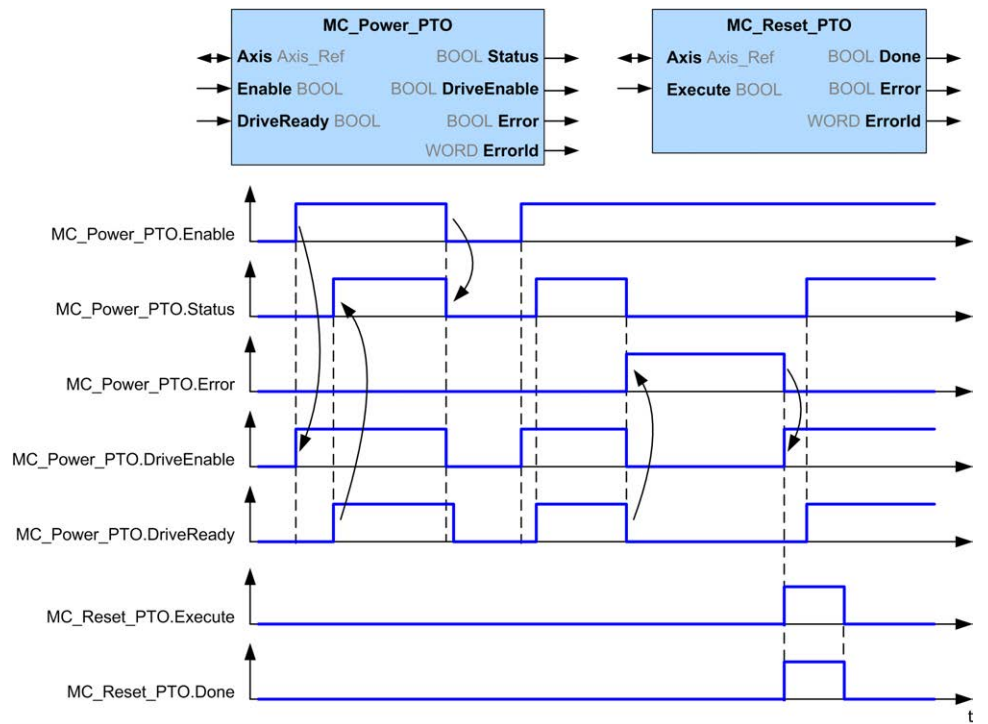 MC_Power_PTO
Axis Axis_Ref BOOL Status
Enable BOOL BOOL DriveEnable
DriveReady BOOL BOOL Error
WORD ErrorId
MC_Reset_PTO
Axis Axis_Ref BOOL Done
Execute BOOL BOOL Error
WORD ErrorId
MC_Power_PTO.Enable
MC_Power_PTO.Status
MC_Power_PTO.Error
MC_Power_PTO.DriveEnable
MC_Power_PTO.DriveReady
MC_Reset_PTO.Execute
MC_Reset_PTO.Done
t